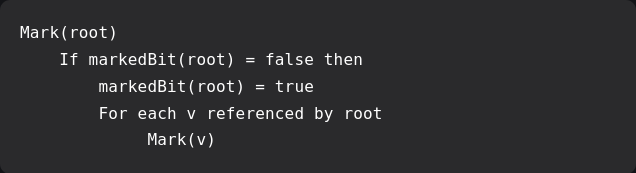 Mark(root)
    If markedBit(root) = false then
        markedBit(root) = true
        For each v referenced by root
             Mark(v)